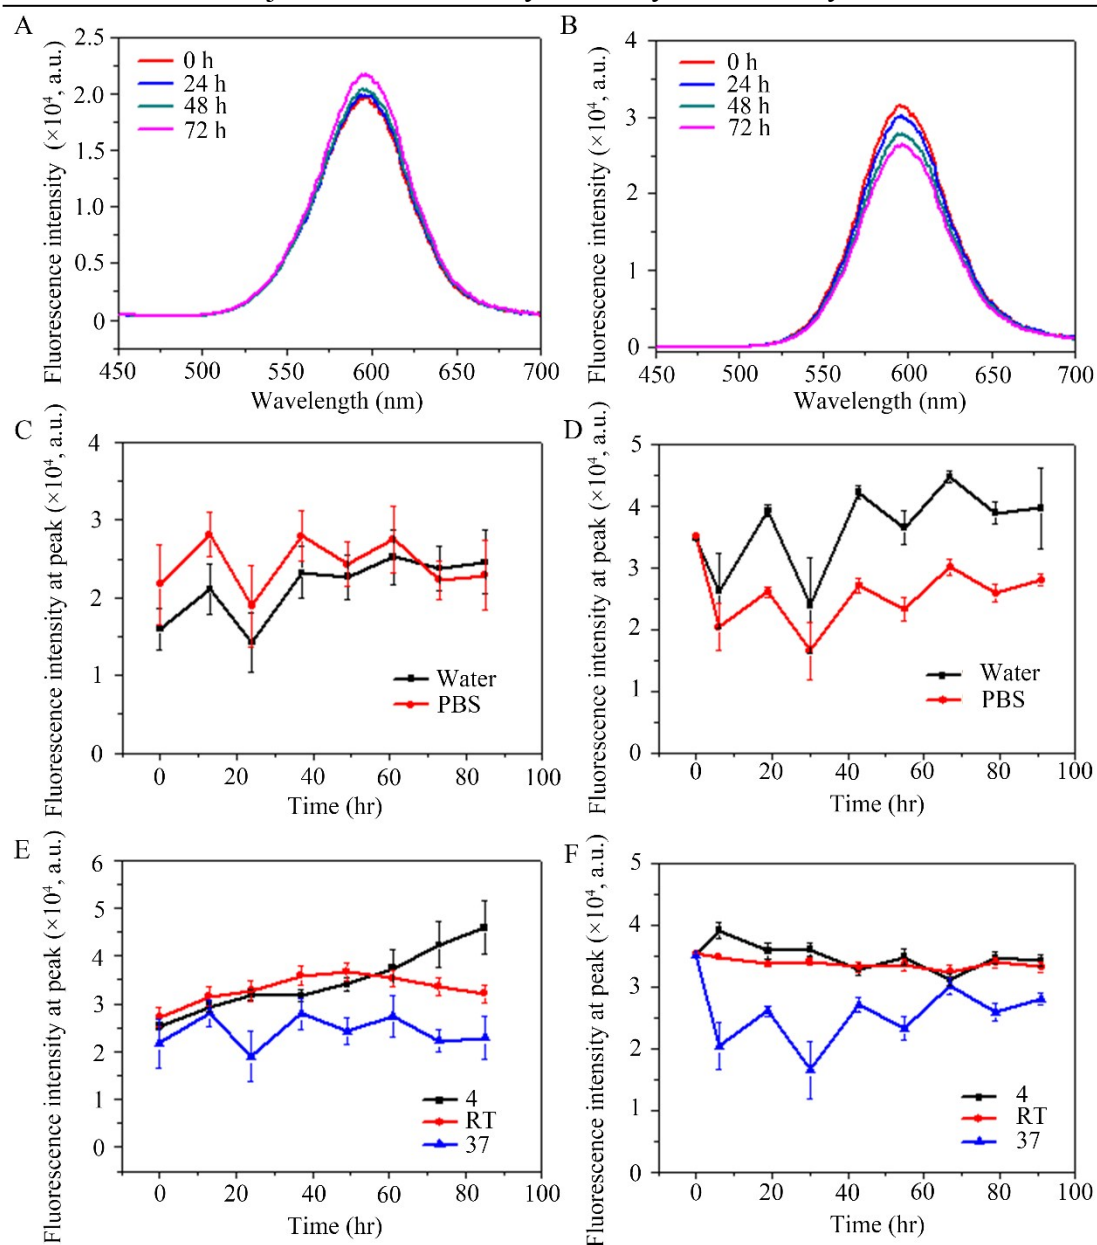 A
Fluorescence intensity (×10⁴, a.u.)
2.5
2.0
1.5
1.0
0.5
0
0 h
24 h
48 h
72 h
450 500 550 600 650 700
Wavelength (nm)
B
Fluorescence intensity (×10⁴, a.u.)
4
3
2
1
0
0 h
24 h
48 h
72 h
450 500 550 600 650 700
Wavelength (nm)
C
Fluorescence intensity at peak (×10⁴, a.u.)
4
3
2
1
0
Water
PBS
0 20 40 60 80 100
Time (hr)
D
Fluorescence intensity at peak (×10⁴, a.u.)
5
4
3
2
1
0
Water
PBS
0 20 40 60 80 100
Time (hr)
E
Fluorescence intensity at peak (×10⁴, a.u.)
6
5
4
3
2
1
0
4
RT
37
0 20 40 60 80 100
Time (hr)
F
Fluorescence intensity at peak (×10⁴, a.u.)
5
4
3
2
1
0
4
RT
37
0 20 40 60 80 100
Time (hr)